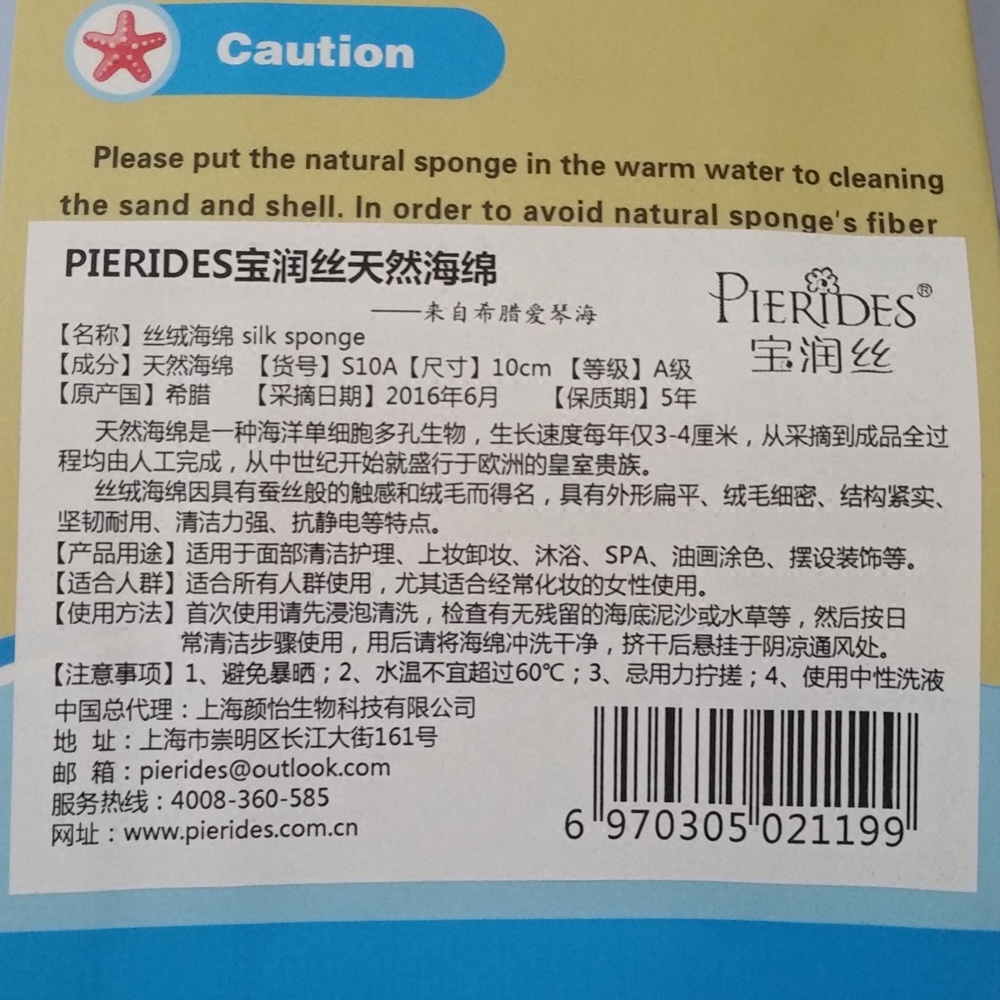 Caution
Please put the natural sponge in the warm water to cleaning
the sand and shell. In order to avoid natural sponge's fiber
PIERIDES宝润丝天然海绵
——来自希腊爱琴海
PIERIDES®
宝润丝
【名称】丝绒海绵 silk sponge
【成分】天然海绵 【货号】S10A【尺寸】10cm 【等级】A级
【原产国】希腊 【采摘日期】2016年6月 【保质期】5年
天然海绵是一种海洋单细胞多孔生物，生长速度每年仅3-4厘米，从采摘到成品全过
程均由人工完成，从中世纪开始就盛行于欧洲的皇室贵族。
丝绒海绵因具有蚕丝般的触感和绒毛而得名，具有外形扁平、绒毛细密、结构紧实、
坚韧耐用、清洁力强、抗静电等特点。
【产品用途】适用于面部清洁护理、上妆卸妆、沐浴、SPA、油画涂色、摆设装饰等。
【适合人群】适合所有人群使用，尤其适合经常化妆的女性使用。
【使用方法】首次使用请先浸泡清洗，检查有无残留的海底泥沙或水草等，然后按日
常清洁步骤使用，用后请将海绵冲洗干净，挤干后悬挂于阴凉通风处。
【注意事项】1、避免暴晒；2、水温不宜超过60℃；3、忌用力拧搓；4、使用中性洗液
中国总代理：上海颜怡生物科技有限公司
地 址：上海市崇明区长江大街161号
邮 箱：pierides@outlook.com
服务热线：4008-360-585
网址：www.pierides.com.cn
6 970305 021199